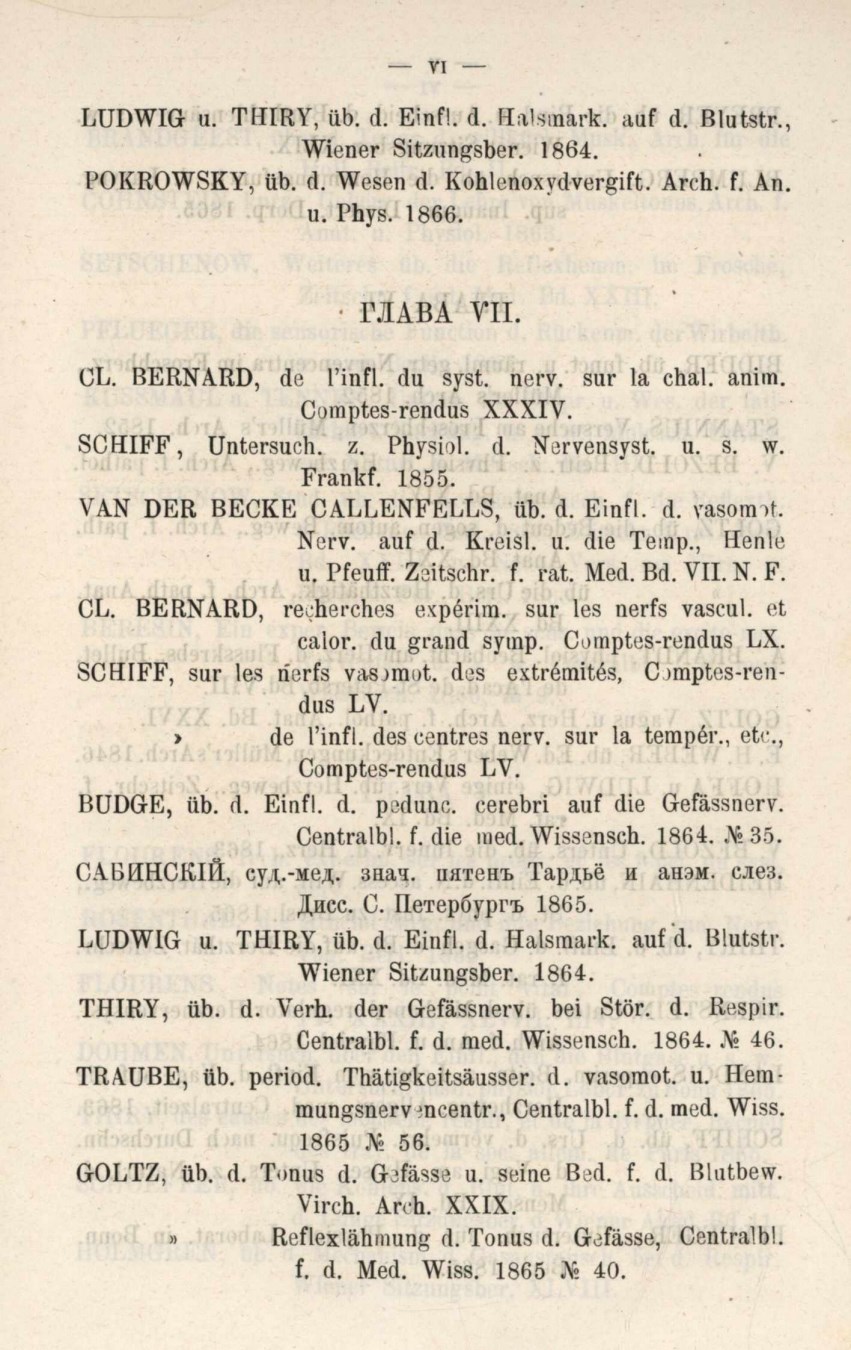 — VI —
LUDWIG u. THIRY, üb. d. Einfl. d. Halsmark. auf d. Blutstr.,
Wiener Sitzungsber. 1864.
POKROWSKY, üb. d. Wesen d. Kohlenoxydvergift. Arch. f. An.
u. Phys. 1866.
ГЛАВА VII.
CL. BERNARD, de l'infl. du syst. nerv. sur la chal. anim.
Comptes-rendus XXXIV.
SCHIFF, Untersuch. z. Physiol. d. Nervensyst. u. s. w.
Frankf. 1855.
VAN DER BECKE CALLENFELLS, üb. d. Einfl. d. vasomot.
Nerv. auf d. Kreisl. u. die Temp., Henle
u. Pfeuff. Zeitschr. f. rat. Med. Bd. VII. N. F.
CL. BERNARD, recherches expérim. sur les nerfs vascul. et
calor. du grand symp. Comptes-rendus LX.
SCHIFF, sur les nerfs vasomot. des extrémités, Comptes-ren-
dus LV.
» de l'infl. des centres nerv. sur la tempér., etc.,
Comptes-rendus LV.
BUDGE, üb. d. Einfl. d. pedunc. cerebri auf die Gefässnerv.
Centralbl. f. die med. Wissensch. 1864. № 35.
САБИНСКІЙ, суд.-мед. знач. пятенъ Тардьё и анэм. слез.
Дисс. С. Петербургъ 1865.
LUDWIG u. THIRY, üb. d. Einfl. d. Halsmark. auf d. Blutstr.
Wiener Sitzungsber. 1864.
THIRY, üb. d. Verh. der Gefässnerv. bei Stör. d. Respir.
Centralbl. f. d. med. Wissensch. 1864. № 46.
TRAUBE, üb. period. Thätigkeitsäusser. d. vasomot. u. Hem-
mungsnervencentr., Centralbl. f. d. med. Wiss.
1865 № 56.
GOLTZ, üb. d. Tonus d. Gefässe u. seine Bed. f. d. Blutbew.
Virch. Arch. XXIX.
» Reflexlähmung d. Tonus d. Gefässe, Centralbl.
f. d. Med. Wiss. 1865 № 40.